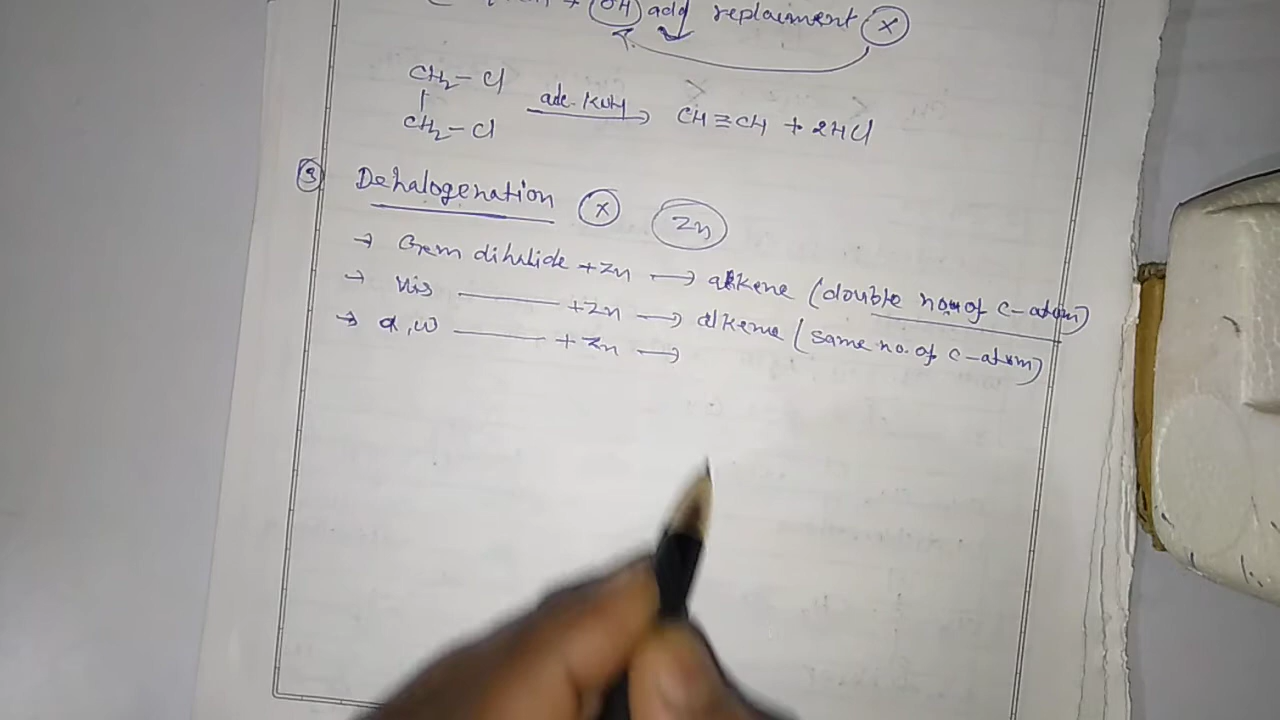 + OH add replaiment X
CH2-Cl
|
CH2-Cl
alc. KOH → CH≡CH + 2HCl
③ Dehalogenation X Zn
→ Gem dihalide +Zn → alkene (double no. of C-atom)
→ Vis ——— +Zn → alkene (same no. of C-atom)
→ α, ω ——— +Zn →